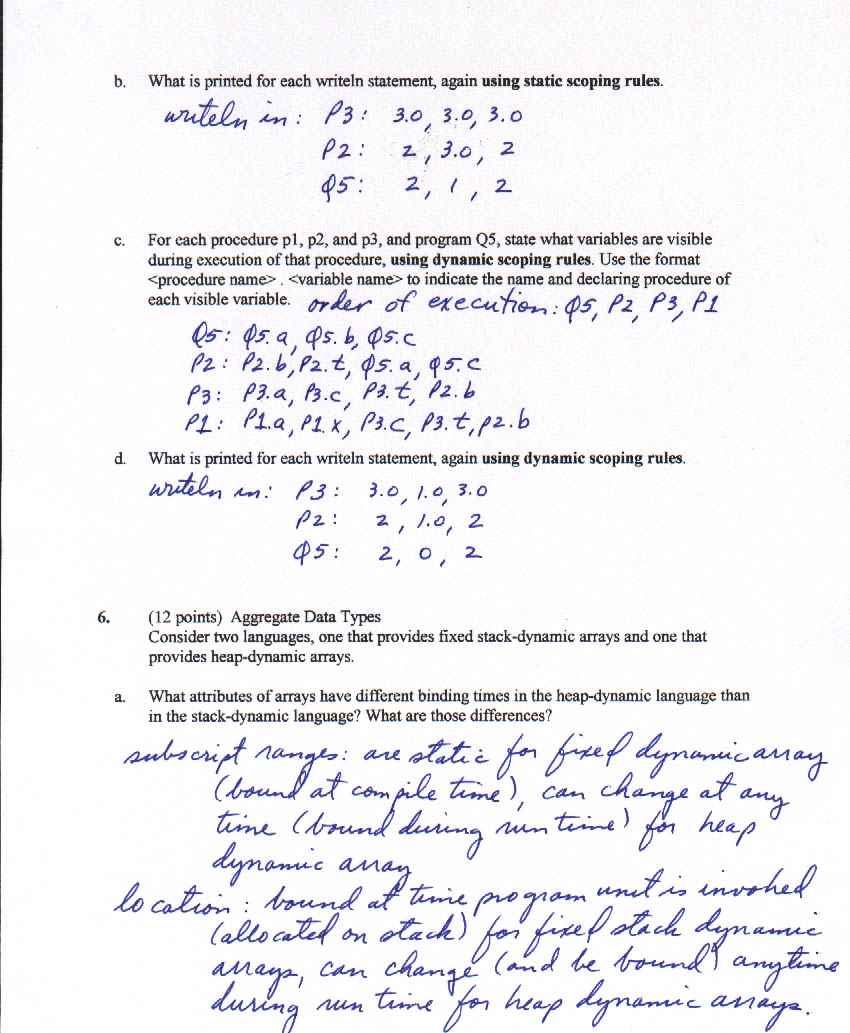 b. What is printed for each writeln statement, again using static scoping rules.
writeln in: P3: 3.0, 3.0, 3.0
P2: 2, 3.0, 2
Q5: 2, 1, 2
c. For each procedure p1, p2, and p3, and program Q5, state what variables are visible
during execution of that procedure, using dynamic scoping rules. Use the format
<procedure name> . <variable name> to indicate the name and declaring procedure of
each visible variable. order of execution: Q5, P2, P3, P1
Q5: Q5.a, Q5.b, Q5.c
P2: P2.b, P2.t, Q5.a, Q5.c
P3: P3.a, P3.c, P3.t, P2.b
P1: P1.a, P1.x, P3.c, P3.t, p2.b
d. What is printed for each writeln statement, again using dynamic scoping rules.
writeln in: P3: 3.0, 1.0, 3.0
P2: 2, 1.0, 2
Q5: 2, 0, 2
6. (12 points) Aggregate Data Types
Consider two languages, one that provides fixed stack-dynamic arrays and one that
provides heap-dynamic arrays.
a. What attributes of arrays have different binding times in the heap-dynamic language than
in the stack-dynamic language? What are those differences?
subscript ranges: are static for fixed dynamic array
(bound at compile time), can change at any
time (bound during run time) for heap
dynamic array
location: bound at time program unit is invoked
(allocated on stack) for fixed stack dynamic
arrays, can change (and be bound) anytime
during run time for heap dynamic arrays.